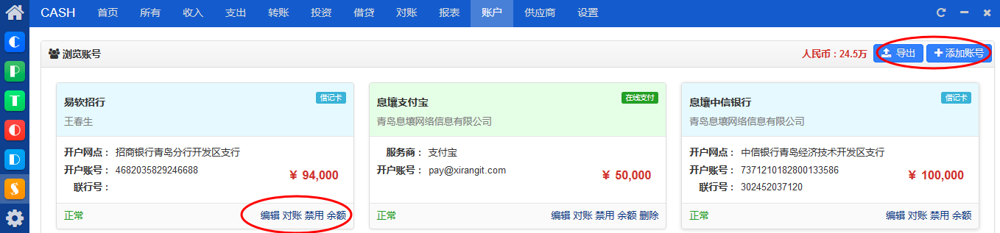 CASH 首页 所有 收入 支出 转账 投资 借贷 对账 报表 账户 供应商 设置
C
P
T
O
D
$
浏览账号 人民币：24.5万 导出 添加账号
易软招行 借记卡
王春生
开户网点： 招商银行青岛分行开发区支行
开户账号： 4682035829246688
联行号：
¥ 94,000
正常 编辑 对账 禁用 余额
息壤支付宝 在线支付
青岛息壤网络信息有限公司
服务商： 支付宝
开户账号： pay@xirangit.com
¥ 50,000
正常 编辑 对账 禁用 余额 删除
息壤中信银行 借记卡
青岛息壤网络信息有限公司
开户网点： 中信银行青岛经济技术开发区支行
开户账号： 7371210182800133586
联行号： 302452037120
¥ 100,000
正常 编辑 对账 禁用 余额